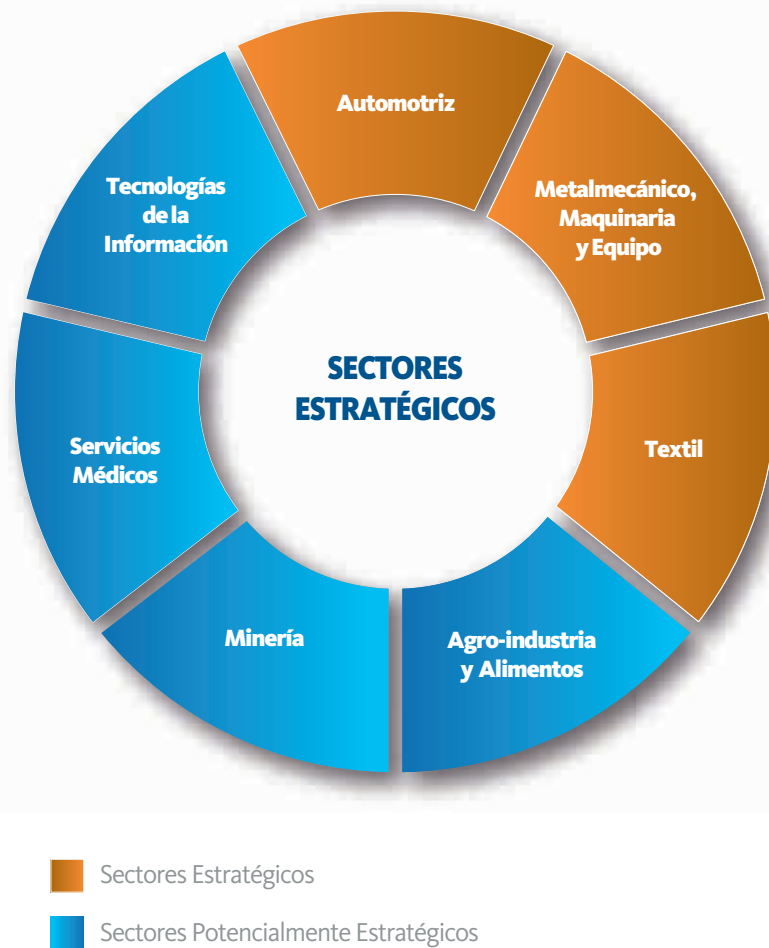 Automotriz
Metalmecánico,
Maquinaria
y Equipo
Textil
Agro-industria
y Alimentos
Minería
Servicios
Médicos
Tecnologías
de la
Información
SECTORES
ESTRATÉGICOS
Sectores Estratégicos
Sectores Potencialmente Estratégicos